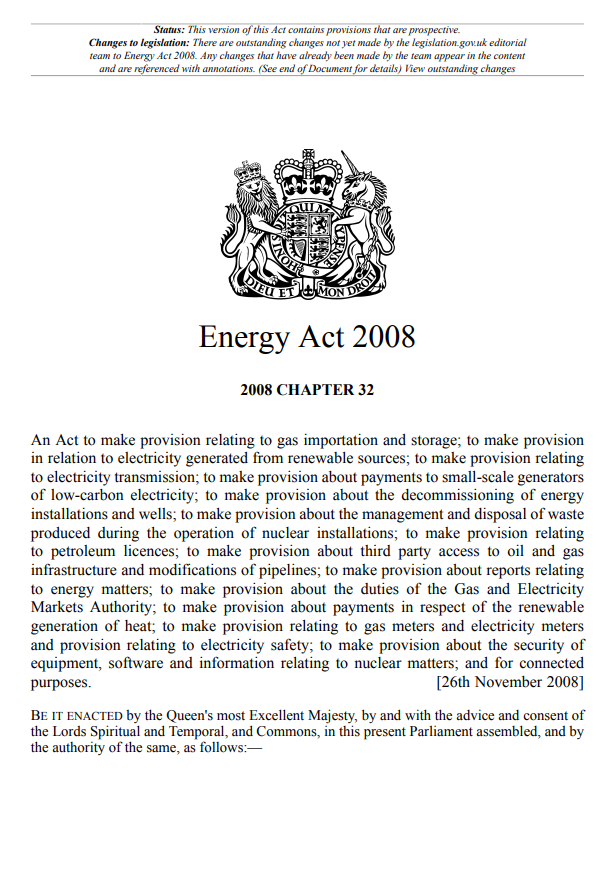 Status: This version of this Act contains provisions that are prospective.
Changes to legislation: There are outstanding changes not yet made by the legislation.gov.uk editorial
team to Energy Act 2008. Any changes that have already been made by the team appear in the content
and are referenced with annotations. (See end of Document for details) View outstanding changes
QUI MAL Y PENSE
HONI SOIT
DIEU ET MON DROIT
Energy Act 2008
2008 CHAPTER 32
An Act to make provision relating to gas importation and storage; to make provision
in relation to electricity generated from renewable sources; to make provision relating
to electricity transmission; to make provision about payments to small-scale generators
of low-carbon electricity; to make provision about the decommissioning of energy
installations and wells; to make provision about the management and disposal of waste
produced during the operation of nuclear installations; to make provision relating
to petroleum licences; to make provision about third party access to oil and gas
infrastructure and modifications of pipelines; to make provision about reports relating
to energy matters; to make provision about the duties of the Gas and Electricity
Markets Authority; to make provision about payments in respect of the renewable
generation of heat; to make provision relating to gas meters and electricity meters
and provision relating to electricity safety; to make provision about the security of
equipment, software and information relating to nuclear matters; and for connected
purposes. [26th November 2008]
BE IT ENACTED by the Queen's most Excellent Majesty, by and with the advice and consent of
the Lords Spiritual and Temporal, and Commons, in this present Parliament assembled, and by
the authority of the same, as follows:—